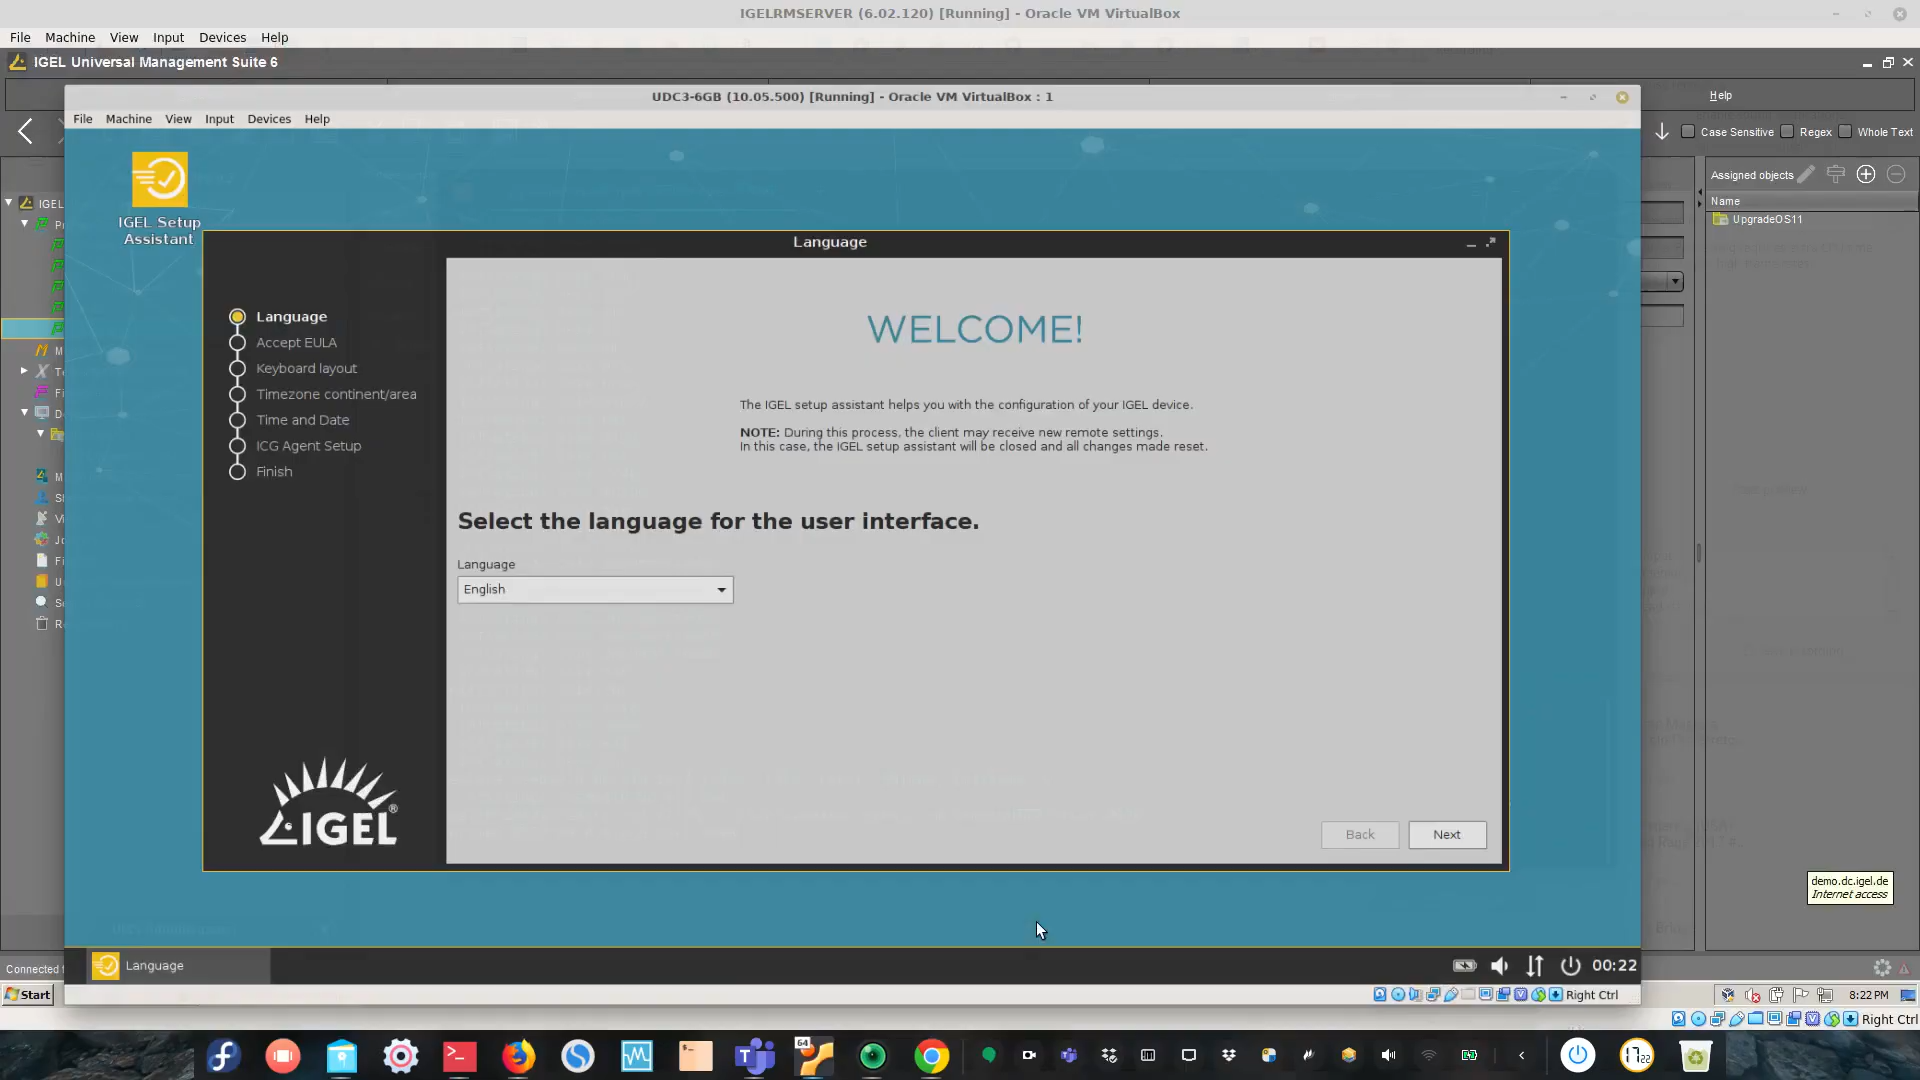 IGELRMSERVER (6.02.120) [Running] - Oracle VM VirtualBox
File Machine View Input Devices Help
IGEL Universal Management Suite 6
Help
Case Sensitive Regex Whole Text
UDC3-6GB (10.05.500) [Running] - Oracle VM VirtualBox : 1
File Machine View Input Devices Help
Assigned objects
Name
UpgradeOS11
IGEL
IGEL Setup
Assistant
Language
Language
Accept EULA
Keyboard layout
Timezone continent/area
Time and Date
ICG Agent Setup
Finish
IGEL®
WELCOME!
The IGEL setup assistant helps you with the configuration of your IGEL device.
NOTE: During this process, the client may receive new remote settings.
In this case, the IGEL setup assistant will be closed and all changes made reset.
Select the language for the user interface.
Language
English
Back Next
demo.dc.igel.de
Internet access
Language
00:22
Right Ctrl
Connected
Start
8:22 PM
Right Ctrl
64
17 22